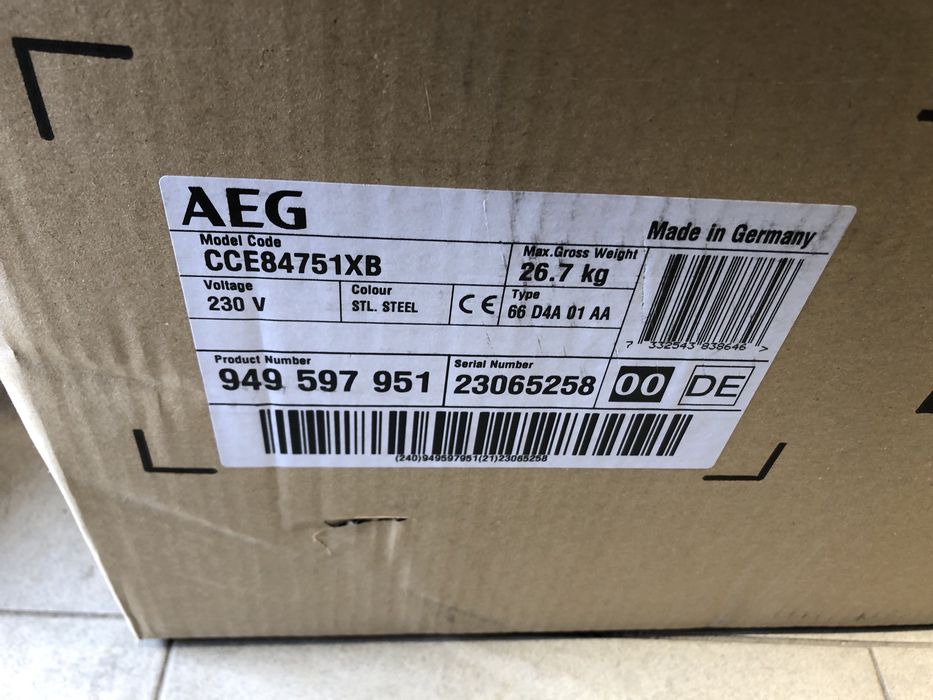 AEG
Made in Germany
Model Code
CCE84751XB
Max.Gross Weight
26.7 kg
Voltage
230 V
Colour
STL. STEEL
CE
Type
66 D4A 01 AA
7 332543 838646 >
Product Number
949 597 951
Serial Number
23065258
00
DE
(240)949597951(21)23065258